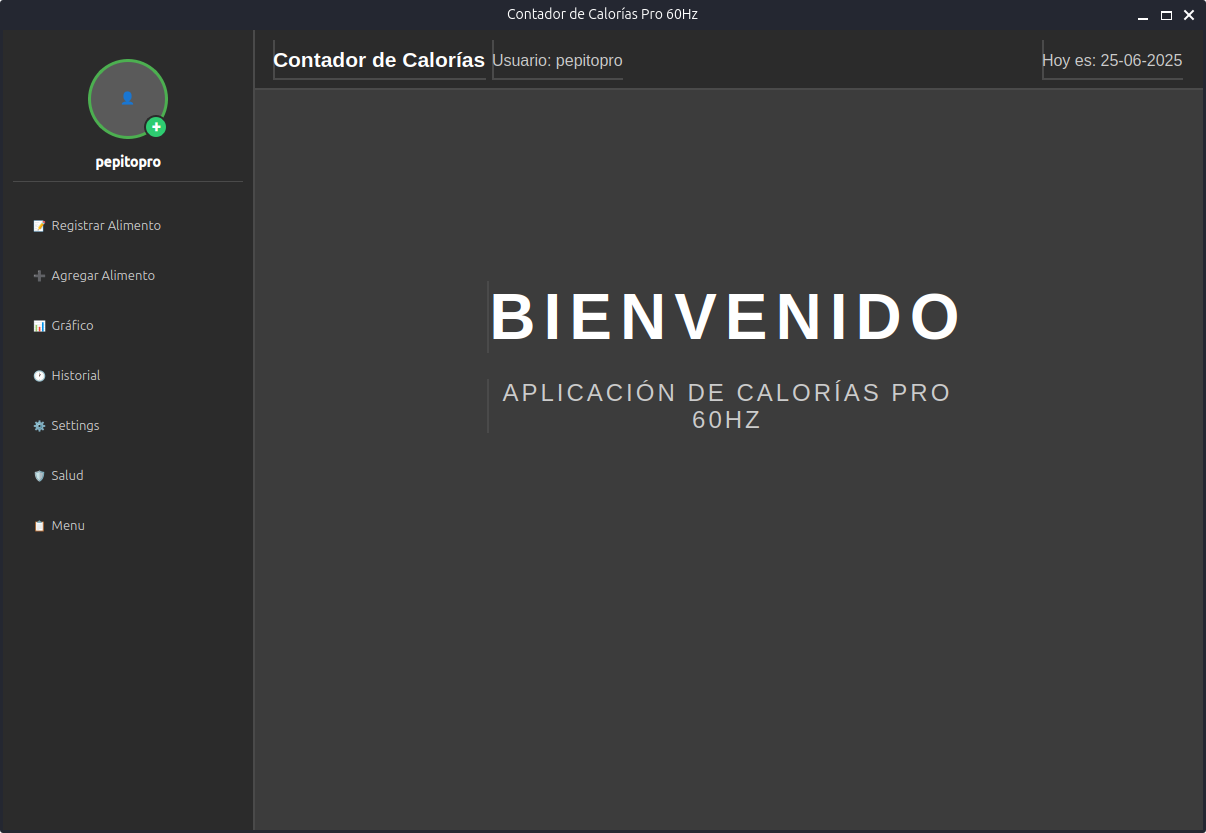 Contador de Calorías Pro 60Hz
Contador de Calorías
Usuario: pepitopro
Hoy es: 25-06-2025
pepitopro
Registrar Alimento
Agregar Alimento
Gráfico
Historial
Settings
Salud
Menu
BIENVENIDO
APLICACIÓN DE CALORÍAS PRO
60HZ